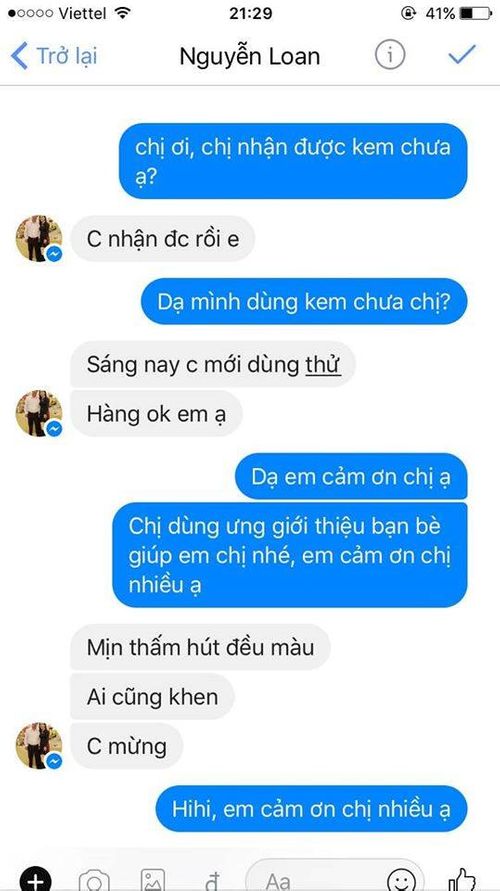 Viettel 21:29 41%
Trở lại Nguyễn Loan
chị ơi, chị nhận được kem chưa
ạ?
C nhận đc rồi e
Dạ mình dùng kem chưa chị?
Sáng nay c mới dùng thử
Hàng ok em ạ
Dạ em cảm ơn chị ạ
Chị dùng ưng giới thiệu bạn bè
giúp em chị nhé, em cảm ơn chị
nhiều ạ
Mịn thấm hút đều màu
Ai cũng khen
C mừng
Hihi, em cảm ơn chị nhiều ạ
đ Aa